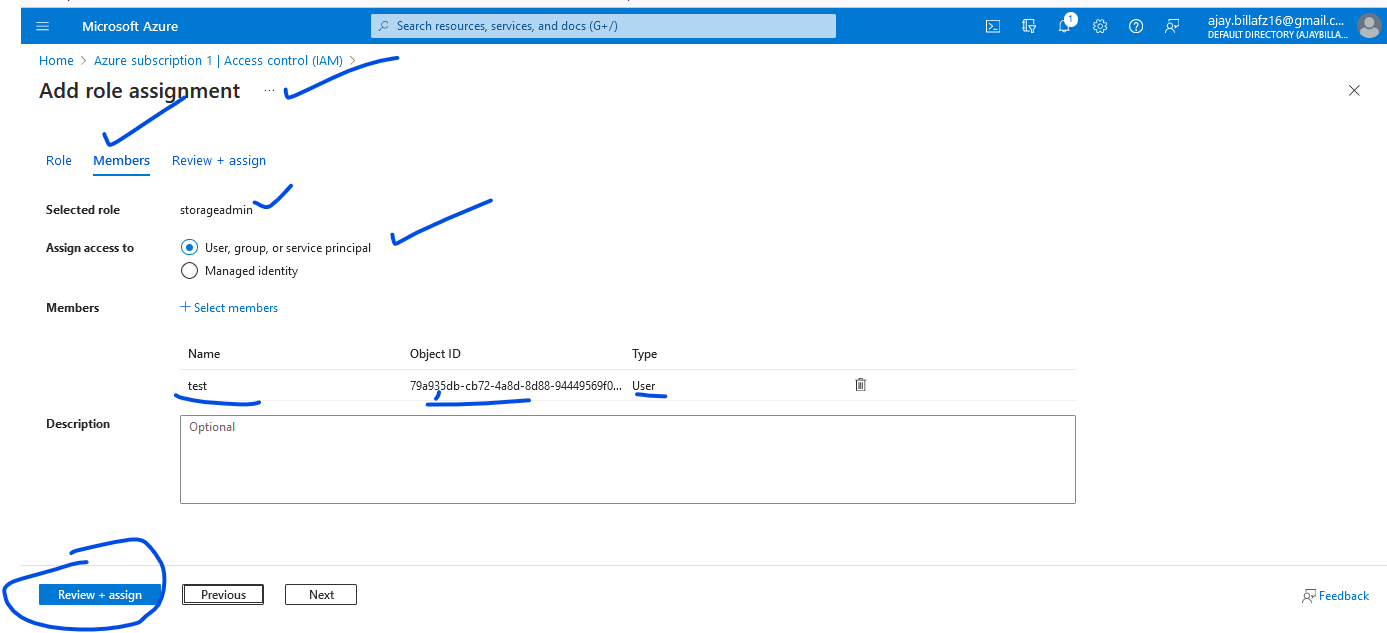 Microsoft Azure
Search resources, services, and docs (G+/)
1
ajay.billafz16@gmail.c...
DEFAULT DIRECTORY (AJAYBILLA...
Home > Azure subscription 1 | Access control (IAM) >
Add role assignment ...
Role Members Review + assign
Selected role storageadmin
Assign access to User, group, or service principal
Managed identity
Members + Select members
Name Object ID Type
test 79a935db-cb72-4a8d-8d88-94449569f0... User
Description Optional
Review + assign Previous Next Feedback